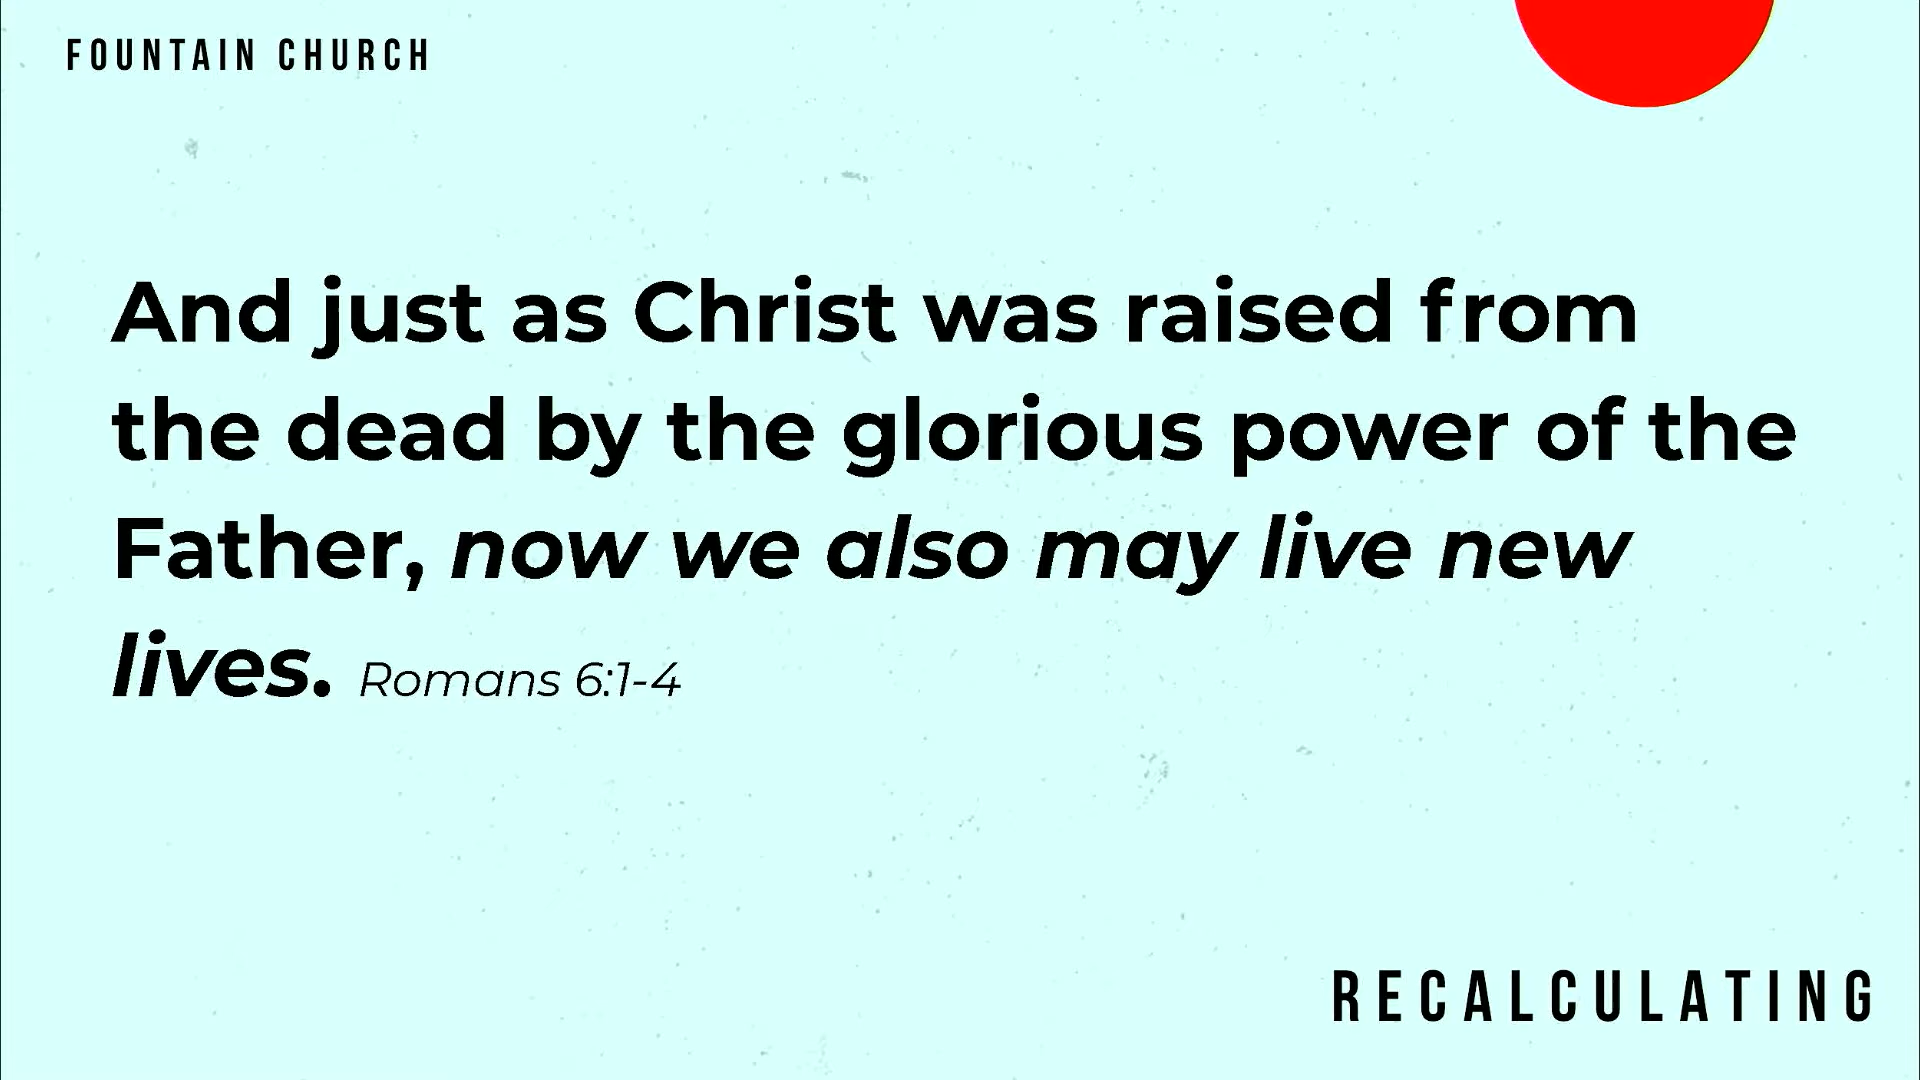 FOUNTAIN CHURCH
And just as Christ was raised from
the dead by the glorious power of the
Father, now we also may live new
lives. Romans 6:1-4
RECALCULATING